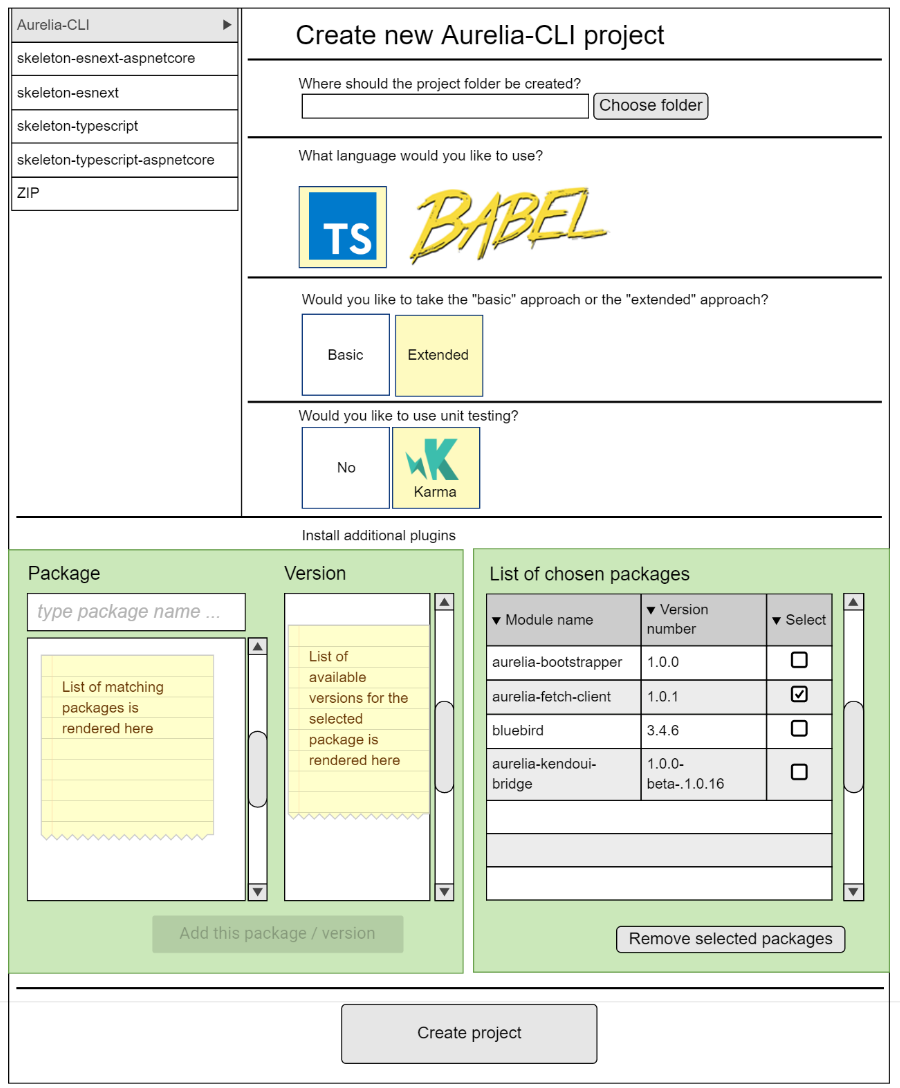 Aurelia-CLI
skeleton-esnext-aspnetcore
skeleton-esnext
skeleton-typescript
skeleton-typescript-aspnetcore
ZIP
Create new Aurelia-CLI project
Where should the project folder be created?
Choose folder
What language would you like to use?
TS
BABEL
Would you like to take the "basic" approach or the "extended" approach?
Basic
Extended
Would you like to use unit testing?
No
K
Karma
Install additional plugins
Package
type package name ...
List of matching
packages is
rendered here
Version
List of
available
versions for the
selected
package is
rendered here
Add this package / version
List of chosen packages
▼ Module name
▼ Version
number
▼ Select
aurelia-bootstrapper 1.0.0
aurelia-fetch-client 1.0.1
bluebird 3.4.6
aurelia-kendoui-
bridge
1.0.0-
beta-.1.0.16
Remove selected packages
Create project